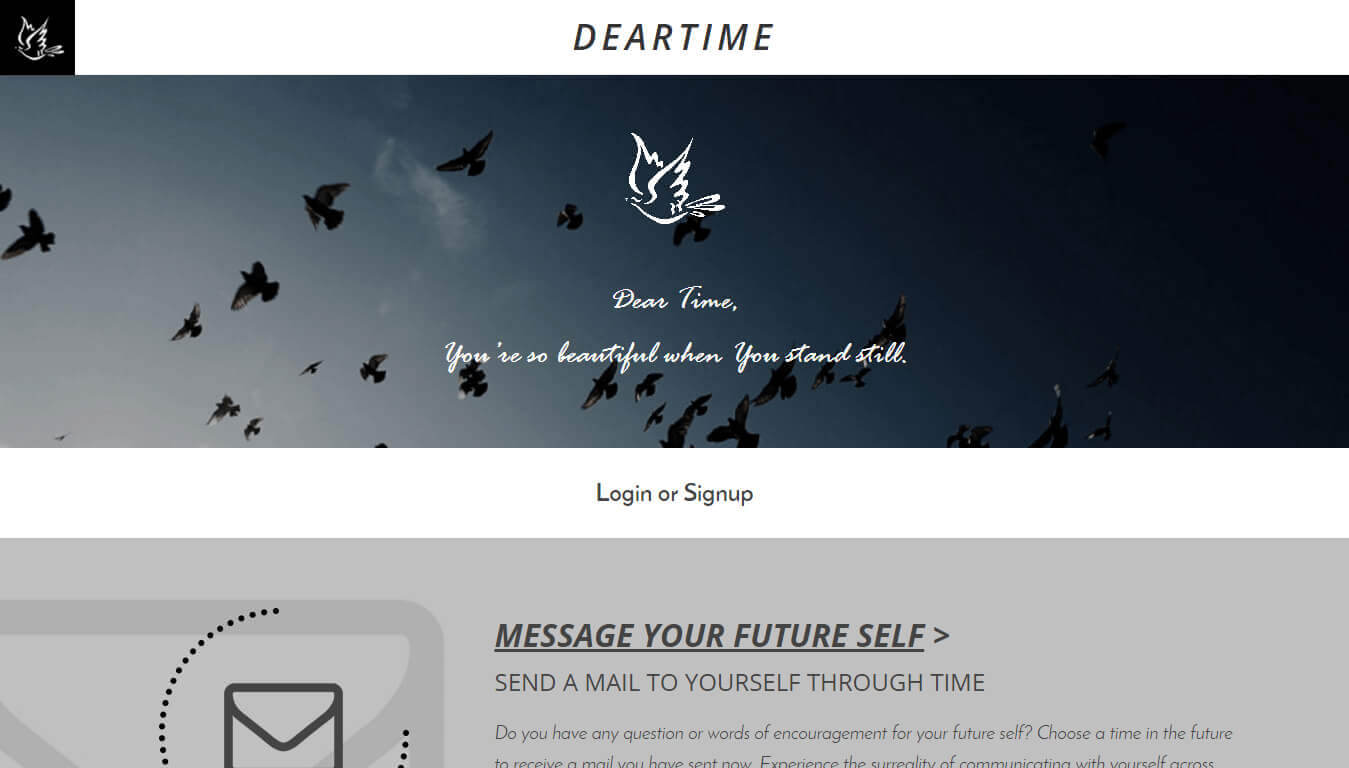 DEARTIME
Dear Time,
You're so beautiful when You stand still.
Login or Signup
MESSAGE YOUR FUTURE SELF >
SEND A MAIL TO YOURSELF THROUGH TIME
Do you have any question or words of encouragement for your future self? Choose a time in the future
to receive a mail you have sent now. Experience the surreality of communicating with yourself across